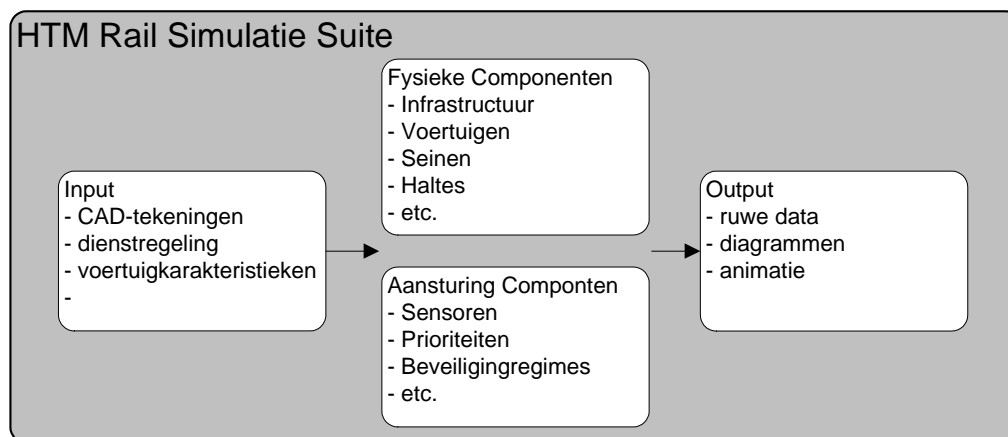 HTM Rail Simulatie Suite
Fysieke Componenten
- Infrastructuur
- Voertuigen
- Seinen
- Haltes
- etc.
Input
- CAD-tekeningen
- dienstregeling
- voertuigkarakteristieken
-
Output
- ruwe data
- diagrammen
- animatie
Aansturing Componten
- Sensoren
- Prioriteiten
- Beveiligingregimes
- etc.